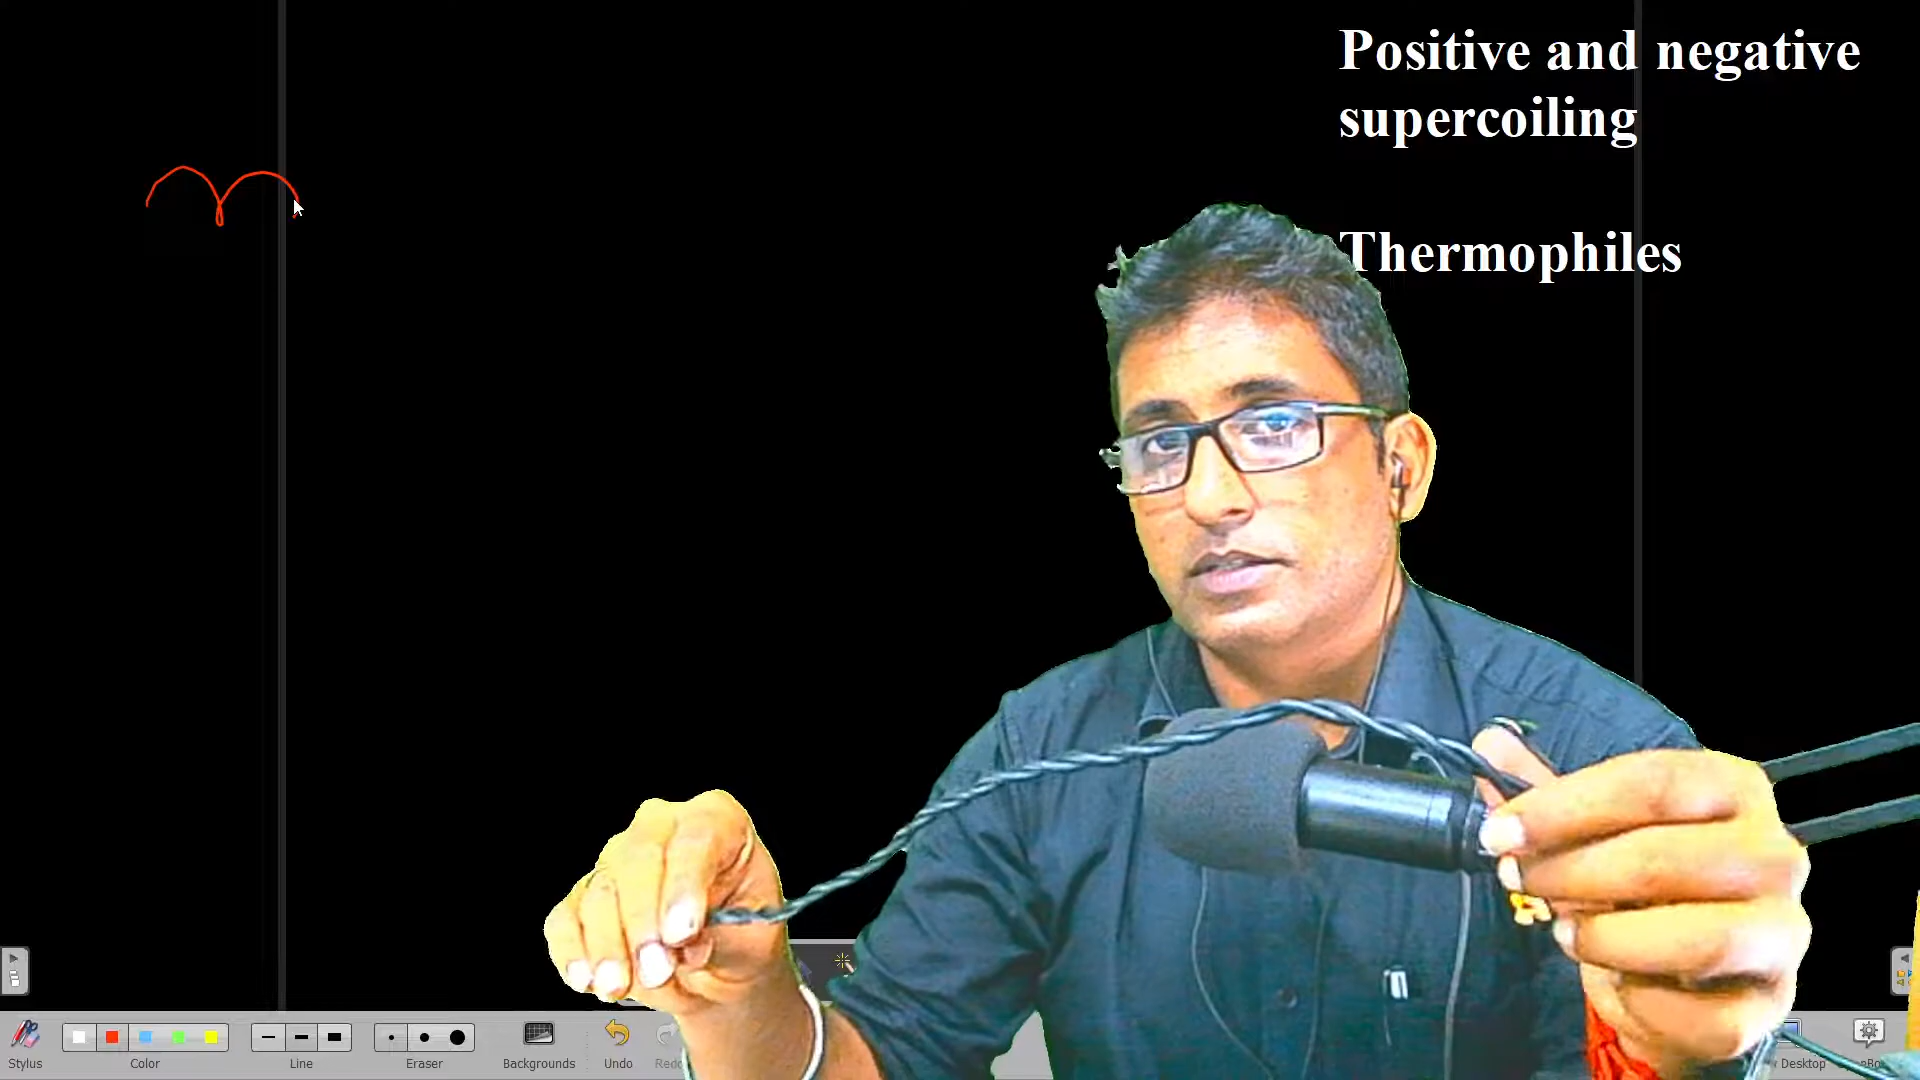 Positive and negative
supercoiling
Thermophiles
Stylus
Color
Line
Eraser
Backgrounds
Undo
Desktop